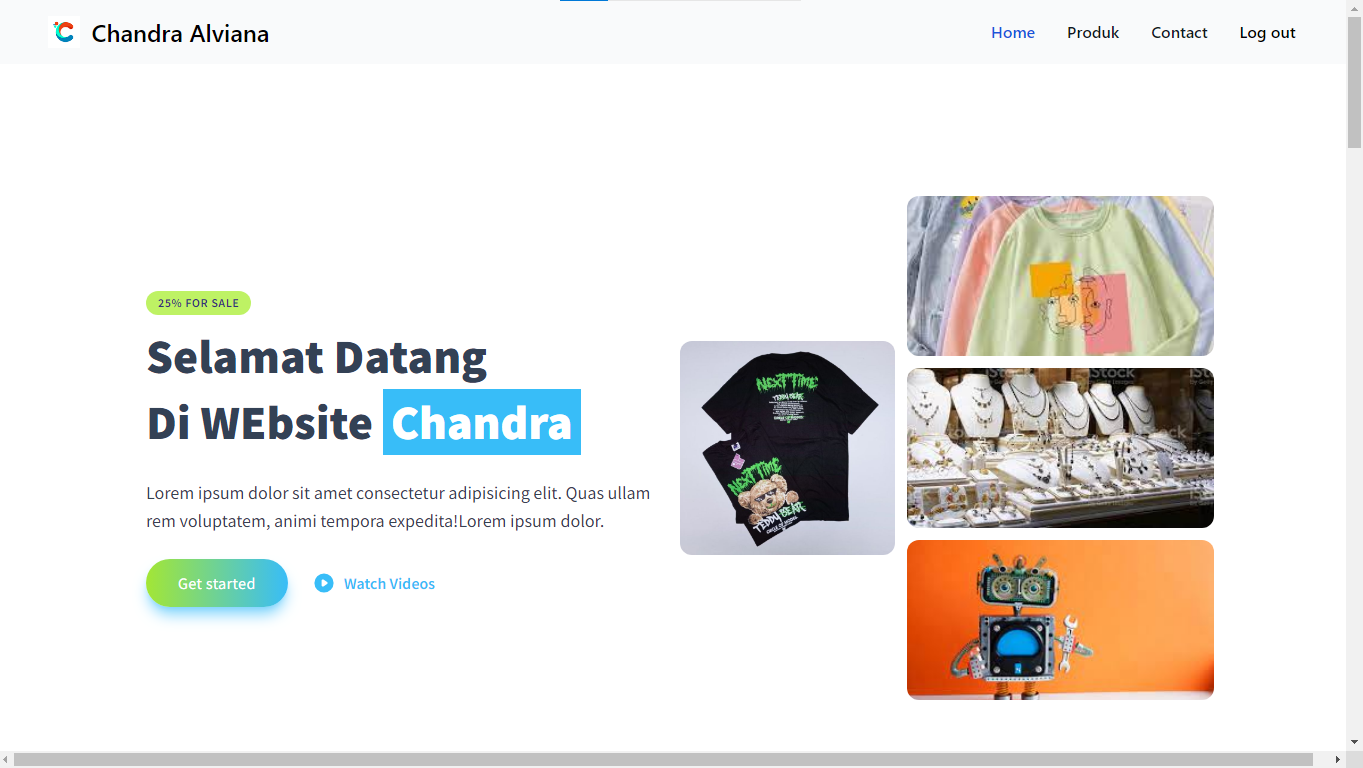 Chandra Alviana
Home
Produk
Contact
Log out
25% FOR SALE
Selamat Datang
Di WEbsite Chandra
Lorem ipsum dolor sit amet consectetur adipisicing elit. Quas ullam
rem voluptatem, animi tempora expedita!Lorem ipsum dolor.
Get started
Watch Videos
NEXT TIME
TEDDY BEAR
NEXT TIME
TEDDY BEAR
iStock